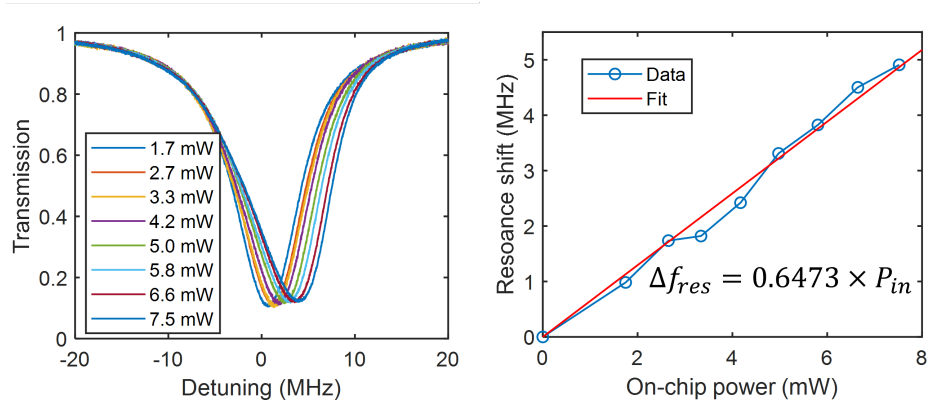 1
0.8
0.6
0.4
0.2
0
Transmission
1.7 mW
2.7 mW
3.3 mW
4.2 mW
5.0 mW
5.8 mW
6.6 mW
7.5 mW
-20
-10
0
10
20
Detuning (MHz)
5
4
3
2
1
0
Resoance shift (MHz)
Data
Fit
Δf_res = 0.6473 × P_in
0
2
4
6
8
On-chip power (mW)